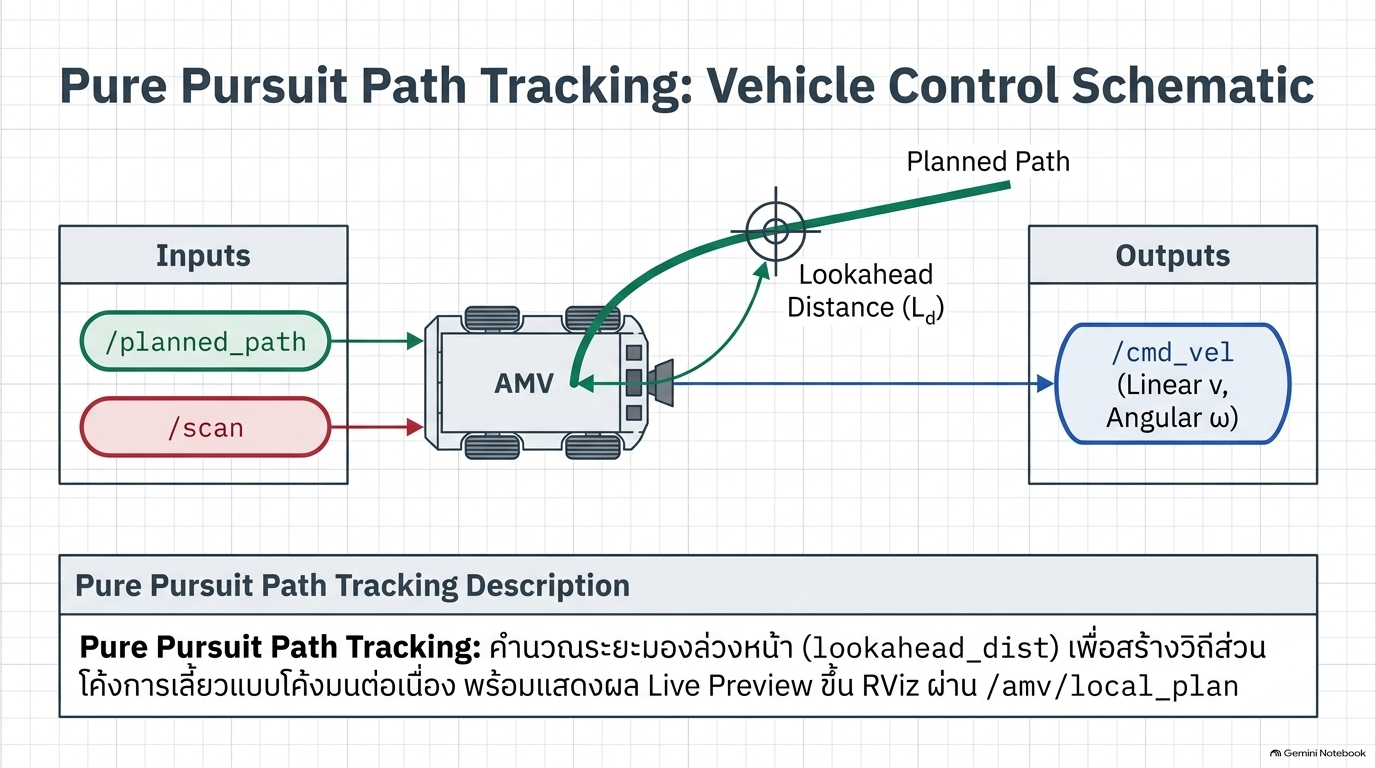 Pure Pursuit Path Tracking: Vehicle Control Schematic
Planned Path
Inputs
/planned_path
/scan
AMV
Lookahead
Distance (Ld)
Outputs
/cmd_vel
(Linear v,
Angular ω)
Pure Pursuit Path Tracking Description
Pure Pursuit Path Tracking: คำนวณระยะมองล่วงหน้า (lookahead_dist) เพื่อสร้างวิถีส่วน
โค้งการเลี้ยวแบบโค้งมนต่อเนื่อง พร้อมแสดงผล Live Preview ขึ้น RViz ผ่าน /amv/local_plan
Gemini Notebook